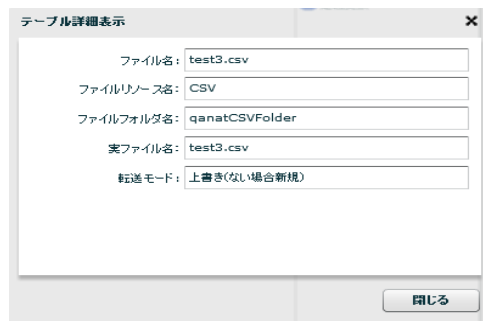 テーブル詳細表示
ファイル名： test3.csv
ファイルリソース名： CSV
ファイルフォルダ名： qanatCSVFolder
実ファイル名： test3.csv
転送モード： 上書き(ない場合新規)
閉じる